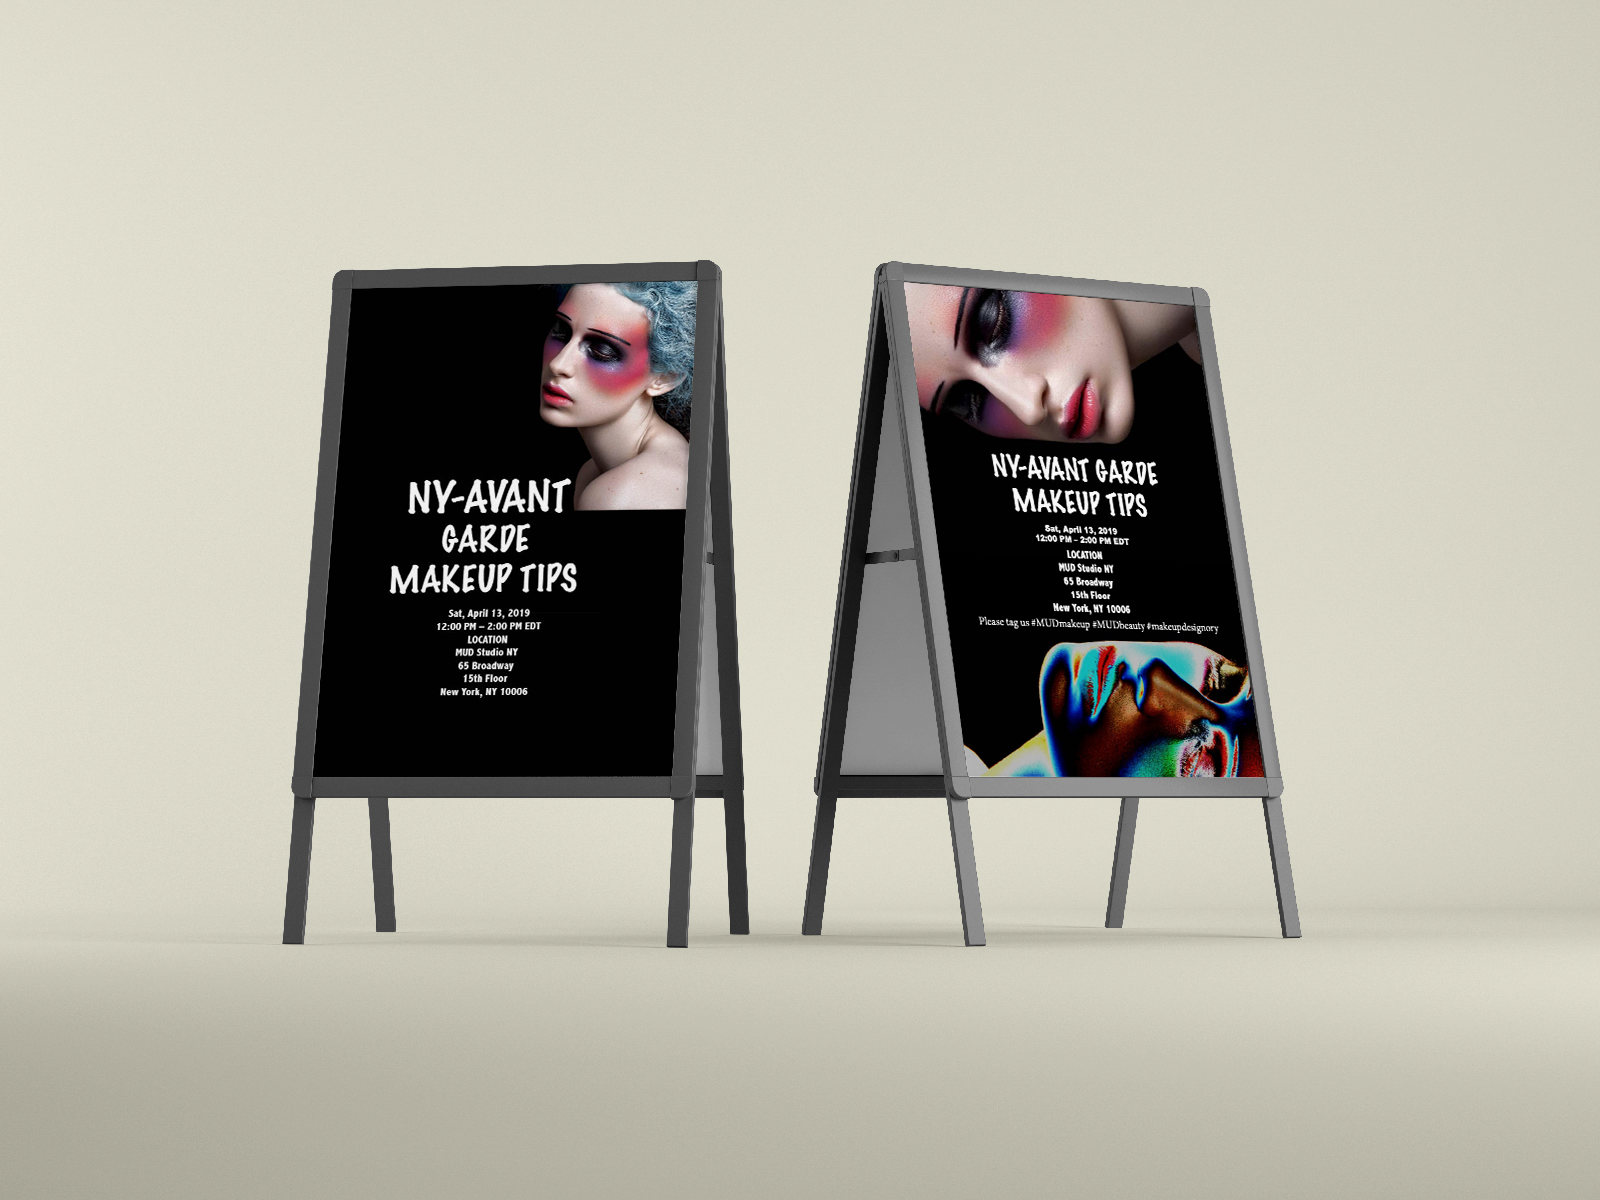 NY-AVANT
GARDE
MAKEUP TIPS
Sat, April 13, 2019
12:00 PM – 2:00 PM EDT
LOCATION
MUD Studio NY
65 Broadway
15th Floor
New York, NY 10006
NY-AVANT GARDE
MAKEUP TIPS
Sat, April 13, 2019
12:00 PM – 2:00 PM EDT
LOCATION
MUD Studio NY
65 Broadway
15th Floor
New York, NY 10006
Please tag us #MUDmakeup #MUDbeauty #makeupdesignory